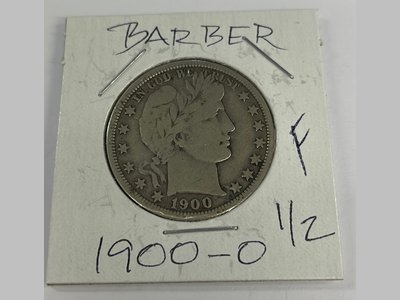 BARBER
IN GOD WE TRUST
1900
F
1/2
1900-O